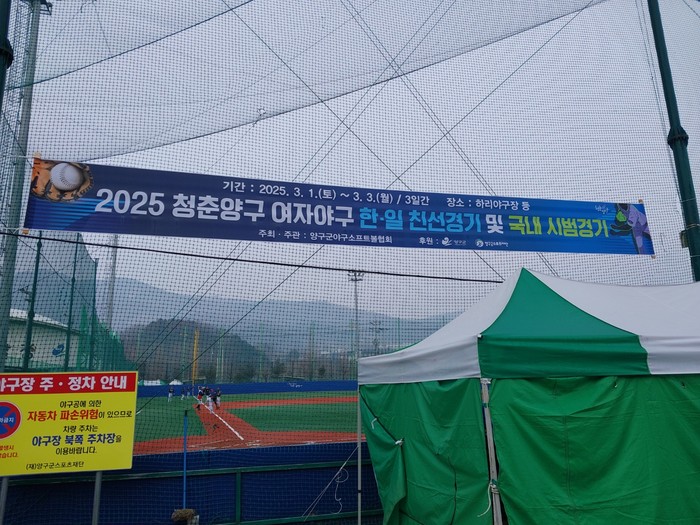 기간 : 2025. 3. 1.(토) ~ 3. 3.(월) / 3일간 장소 : 하리야구장 등
2025 청춘양구 여자야구 한·일 친선경기 및 국내 시범경기
주최 · 주관 : 양구군야구소프트볼협회 후원 :
야구장 주 · 정차 안내
야구공에 의한
자동차 파손위험이 있으므로
차량 주차는
야구장 북쪽 주차장을
이용바랍니다.
(재)양구군스포츠재단